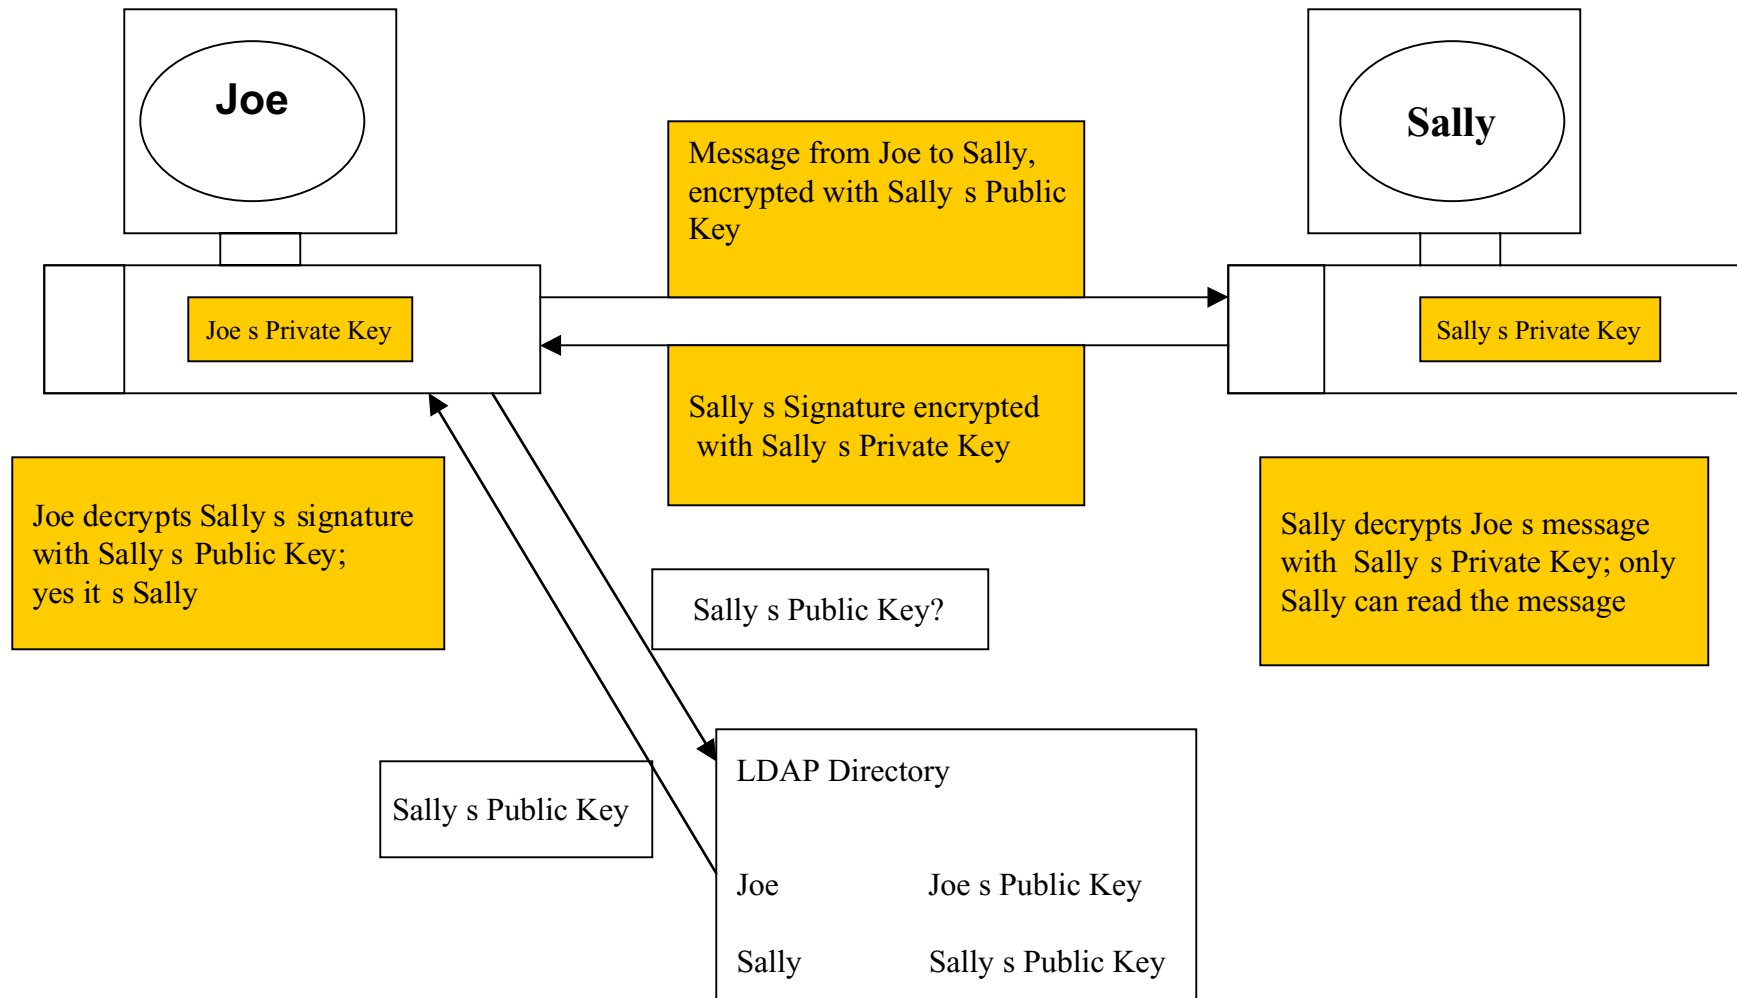 Joe
Sally
Message from Joe to Sally,
encrypted with Sally s Public
Key
Joe s Private Key
Sally s Private Key
Sally s Signature encrypted
with Sally s Private Key
Joe decrypts Sally s signature
with Sally s Public Key;
yes it s Sally
Sally decrypts Joe s message
with Sally s Private Key; only
Sally can read the message
Sally s Public Key?
Sally s Public Key
LDAP Directory
Joe Joe s Public Key
Sally Sally s Public Key